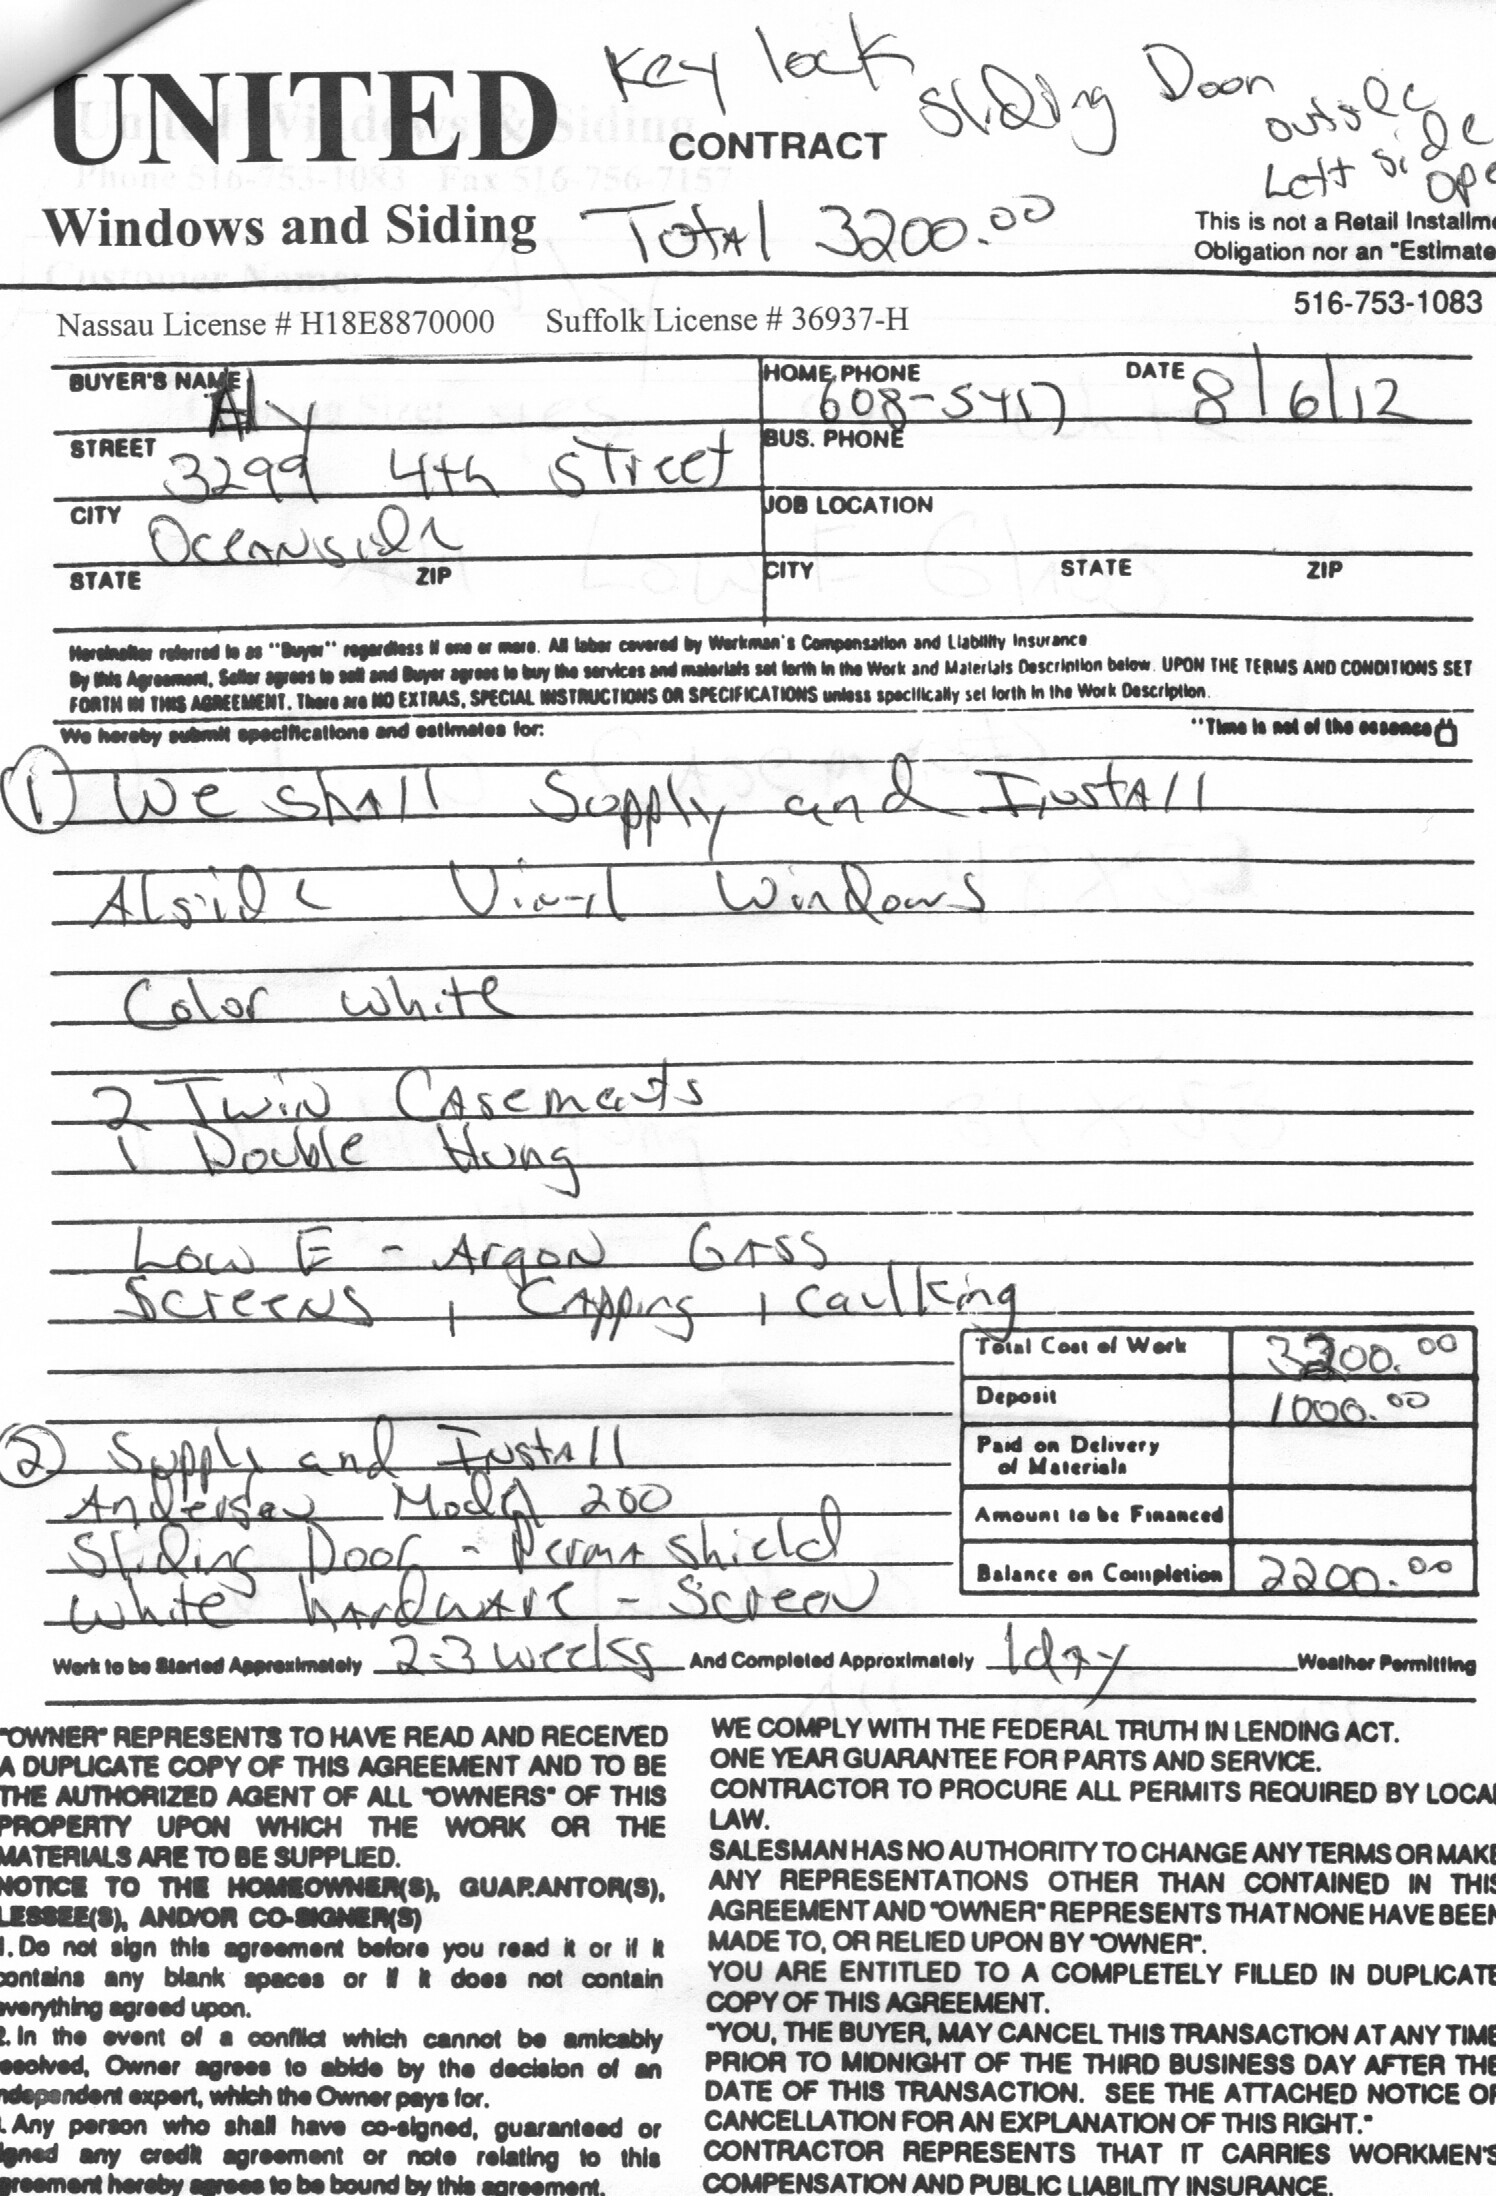 Key lock
Sliding Door
outside
Left side
ope
UNITED
CONTRACT
Windows and Siding
Total 3200.00
This is not a Retail Installme
Obligation nor an "Estimate
516-753-1083
Nassau License # H18E8870000 Suffolk License # 36937-H
BUYER'S NAME Aly HOME PHONE 608-5417 DATE 8/6/12
STREET 3299 4th Street BUS. PHONE
CITY Oceanside JOB LOCATION
STATE ZIP CITY STATE ZIP
Hereinafter referred to as "Buyer" regardless if one or more. All labor covered by Workman's Compensation and Liability Insurance
By this Agreement, Seller agrees to sell and Buyer agrees to buy the services and materials set forth in the Work and Materials Description below. UPON THE TERMS AND CONDITIONS SET
FORTH IN THIS AGREEMENT. There are NO EXTRAS, SPECIAL INSTRUCTIONS OR SPECIFICATIONS unless specifically set forth in the Work Description.
We hereby submit specifications and estimates for: "Time is not of the essence
① We shall Supply and Install
Alside Vinyl Windows
Color white
2 Twin Casements
1 Double Hung
Low E - Argon Gass
Screens, Capping, caulking
Total Cost of Work 3200.00
Deposit 1000.00
Paid on Delivery
of Materials
Amount to be Financed
Balance on Completion 2200.00
② Supply and Install
Andersen Model 200
Sliding Door - Perma shield
White hardware - Screen
Work to be Started Approximately 2-3 weeks And Completed Approximately 1 day Weather Permitting
"OWNER" REPRESENTS TO HAVE READ AND RECEIVED
A DUPLICATE COPY OF THIS AGREEMENT AND TO BE
THE AUTHORIZED AGENT OF ALL "OWNERS" OF THIS
PROPERTY UPON WHICH THE WORK OR THE
MATERIALS ARE TO BE SUPPLIED.
NOTICE TO THE HOMEOWNER(S), GUARANTOR(S),
LESSEE(S), AND/OR CO-SIGNER(S)
1. Do not sign this agreement before you read it or if it
contains any blank spaces or if it does not contain
everything agreed upon.
2. In the event of a conflict which cannot be amicably
resolved, Owner agrees to abide by the decision of an
independent expert, which the Owner pays for.
. Any person who shall have co-signed, guaranteed or
igned any credit agreement or note relating to this
greement hereby agrees to be bound by this agreement.
WE COMPLY WITH THE FEDERAL TRUTH IN LENDING ACT.
ONE YEAR GUARANTEE FOR PARTS AND SERVICE.
CONTRACTOR TO PROCURE ALL PERMITS REQUIRED BY LOCAL
LAW.
SALESMAN HAS NO AUTHORITY TO CHANGE ANY TERMS OR MAKE
ANY REPRESENTATIONS OTHER THAN CONTAINED IN THIS
AGREEMENT AND "OWNER" REPRESENTS THAT NONE HAVE BEEN
MADE TO, OR RELIED UPON BY "OWNER".
YOU ARE ENTITLED TO A COMPLETELY FILLED IN DUPLICATE
COPY OF THIS AGREEMENT.
"YOU, THE BUYER, MAY CANCEL THIS TRANSACTION AT ANY TIME
PRIOR TO MIDNIGHT OF THE THIRD BUSINESS DAY AFTER THE
DATE OF THIS TRANSACTION. SEE THE ATTACHED NOTICE OF
CANCELLATION FOR AN EXPLANATION OF THIS RIGHT."
CONTRACTOR REPRESENTS THAT IT CARRIES WORKMEN'S
COMPENSATION AND PUBLIC LIABILITY INSURANCE.